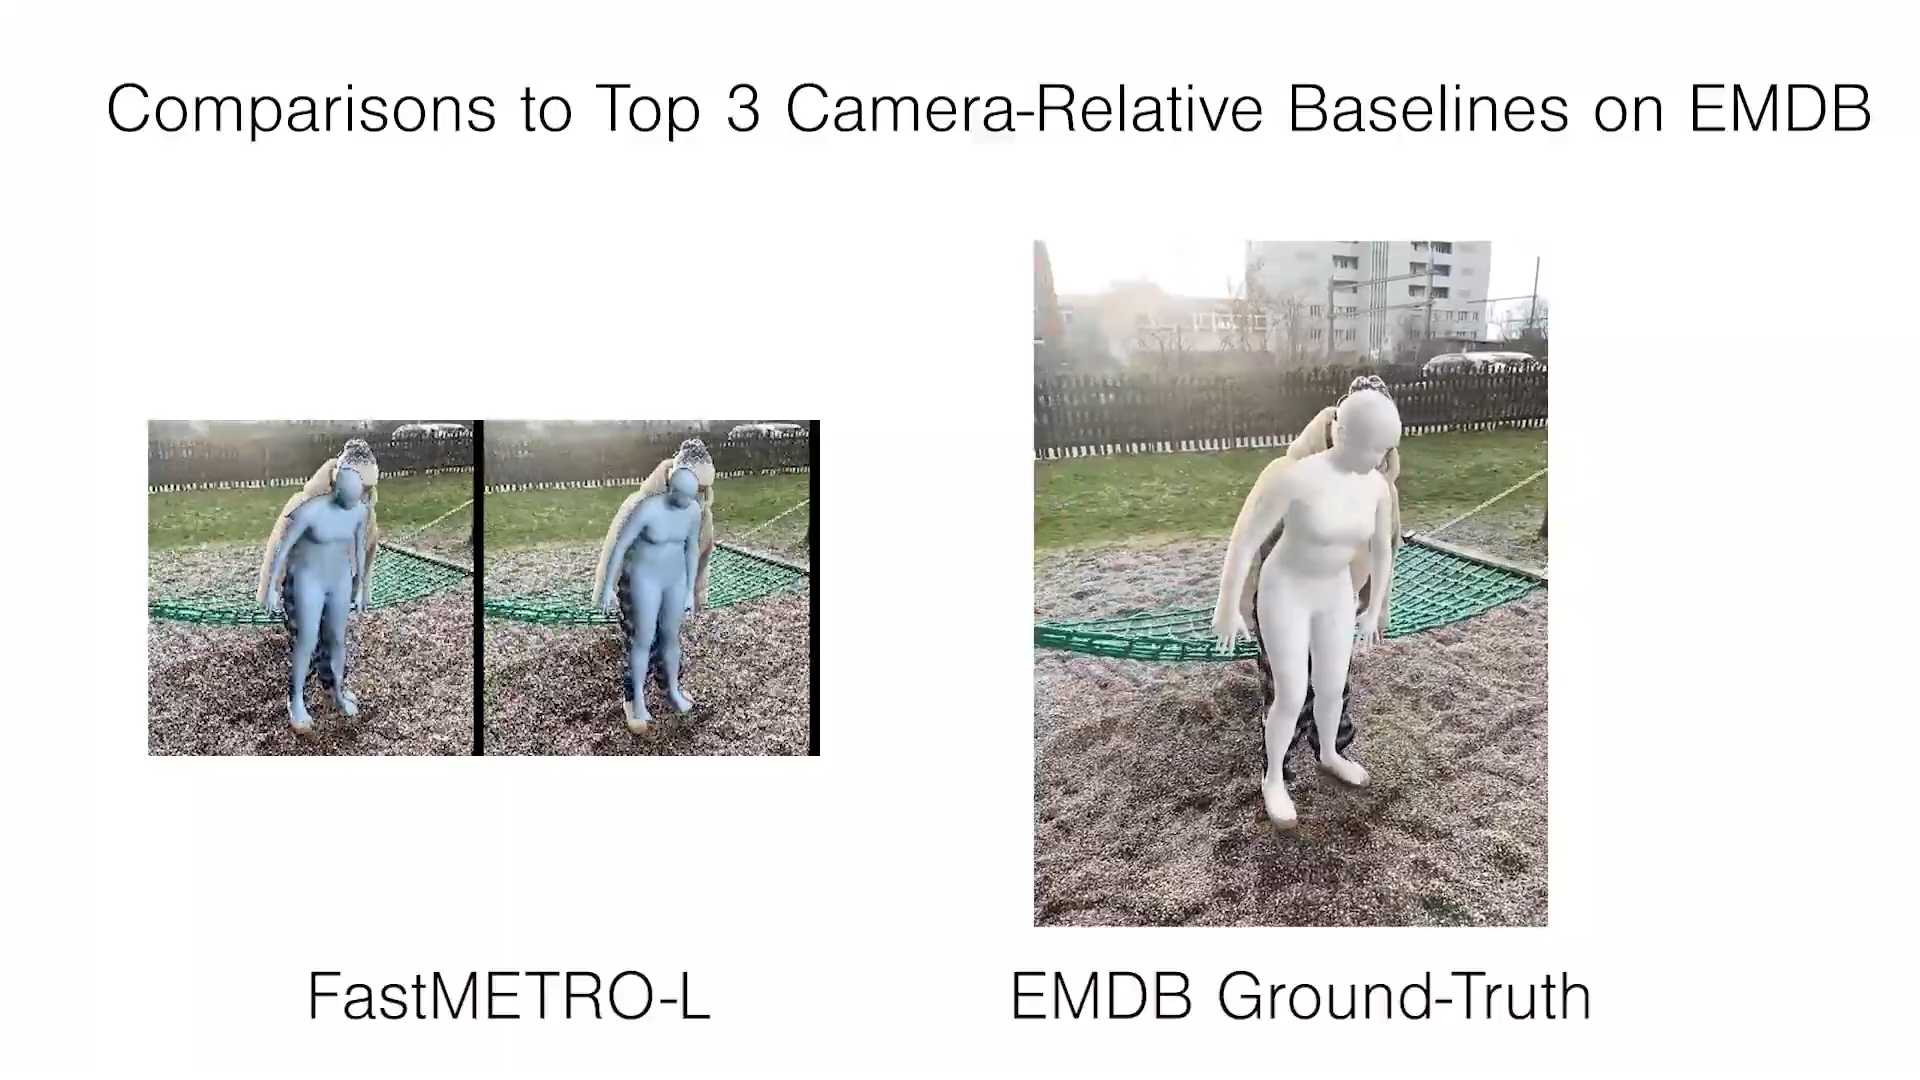 Comparisons to Top 3 Camera-Relative Baselines on EMDB
FastMETRO-L
EMDB Ground-Truth